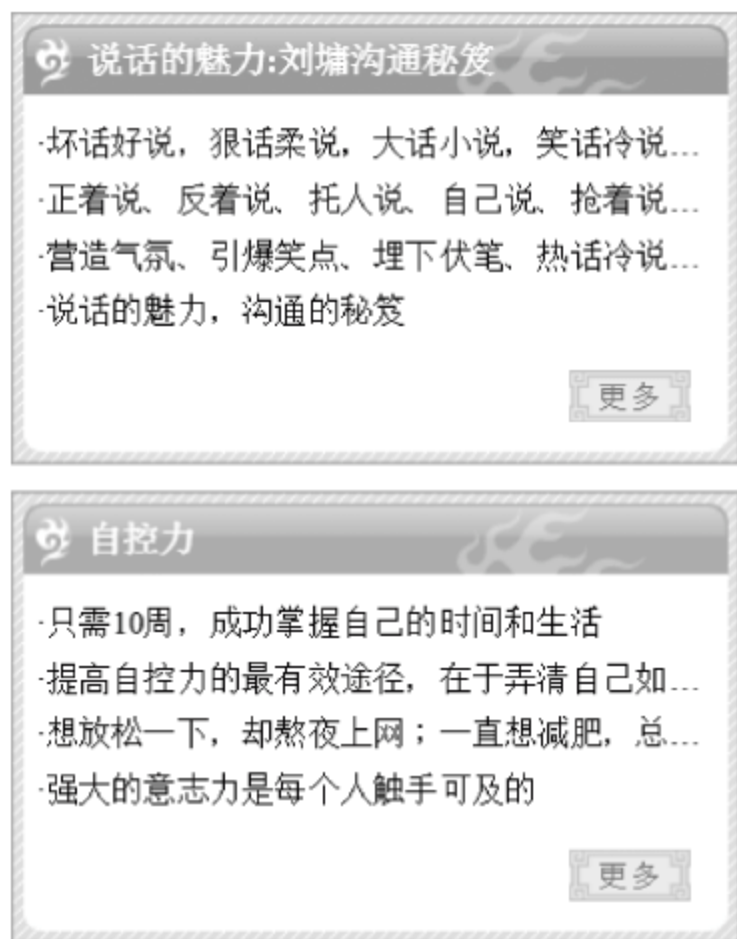 说话的魅力:刘墉沟通秘笈
·坏话好说，狠话柔说，大话小说，笑话冷说...
·正着说、反着说、托人说、自己说、抢着说...
·营造气氛、引爆笑点、埋下伏笔、热话冷说...
·说话的魅力，沟通的秘笈
更多
自控力
·只需10周，成功掌握自己的时间和生活
·提高自控力的最有效途径，在于弄清自己如...
·想放松一下，却熬夜上网；一直想减肥，总...
·强大的意志力是每个人触手可及的
更多